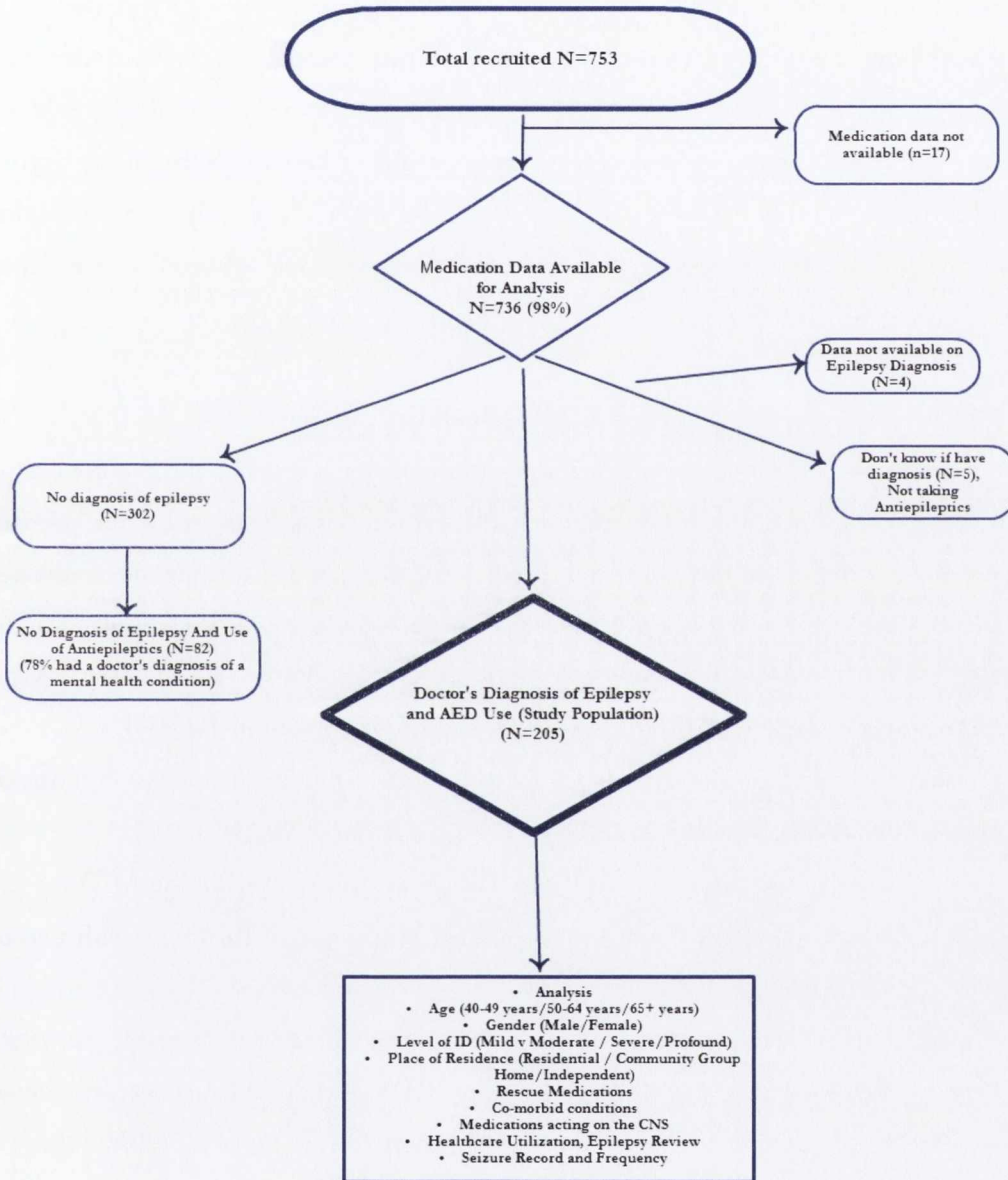 Total recruited N=753
Medication data not
available (n=17)
Medication Data Available
for Analysis
N=736 (98%)
Data not available on
Epilepsy Diagnosis
(N=4)
No diagnosis of epilepsy
(N=302)
Don't know if have
diagnosis (N=5),
Not taking
Antiepileptics
No Diagnosis of Epilepsy And Use
of Antiepileptics (N=82)
(78% had a doctor's diagnosis of a
mental health condition)
Doctor's Diagnosis of Epilepsy
and AED Use (Study Population)
(N=205)
• Analysis
• Age (40-49 years/50-64 years/65+ years)
• Gender (Male/Female)
• Level of ID (Mild v Moderate / Severe/Profound)
• Place of Residence (Residential / Community Group
Home/Independent)
• Rescue Medications
• Co-morbid conditions
• Medications acting on the CNS
• Healthcare Utilization, Epilepsy Review
• Seizure Record and Frequency